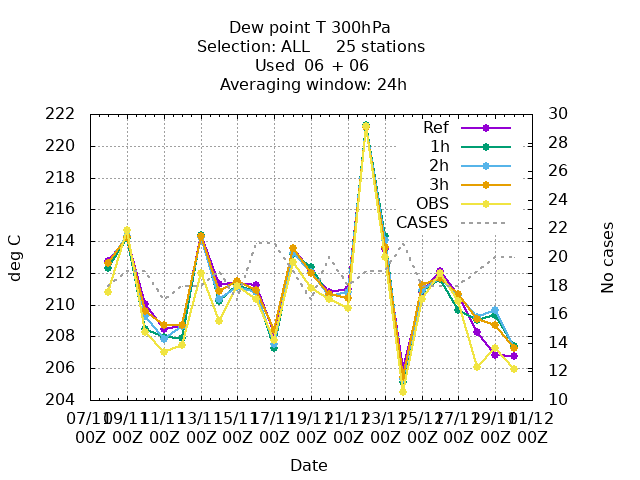 Dew point T 300hPa
Selection: ALL     25 stations
Used  06 + 06
Averaging window: 24h
222 30
220 28
218 26
216 24
214 22
212 20
210 18
208 16
206 14
204 12
10
Ref
1h
2h
3h
OBS
CASES
deg C
No cases
07/11 09/11 11/11 13/11 15/11 17/11 19/11 21/11 23/11 25/11 27/11 29/11 01/12
00Z 00Z 00Z 00Z 00Z 00Z 00Z 00Z 00Z 00Z 00Z 00Z 00Z
Date